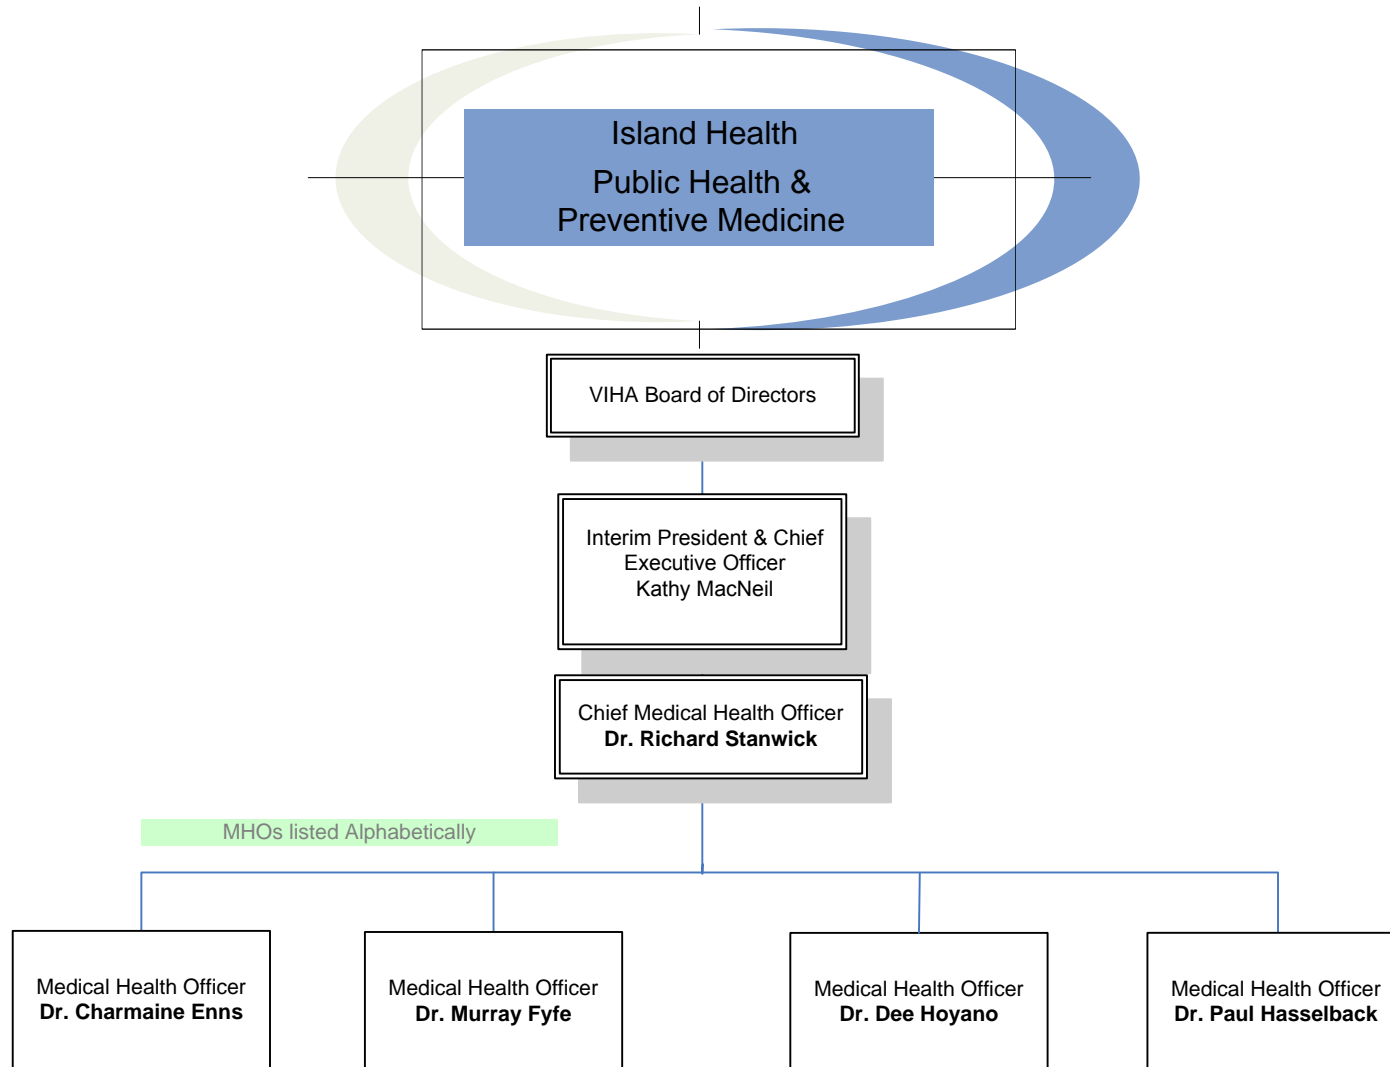 Island Health
Public Health &
Preventive Medicine
VIHA Board of Directors
Interim President & Chief
Executive Officer
Kathy MacNeil
Chief Medical Health Officer
Dr. Richard Stanwick
MHOs listed Alphabetically
Medical Health Officer
Dr. Charmaine Enns
Medical Health Officer
Dr. Murray Fyfe
Medical Health Officer
Dr. Dee Hoyano
Medical Health Officer
Dr. Paul Hasselback